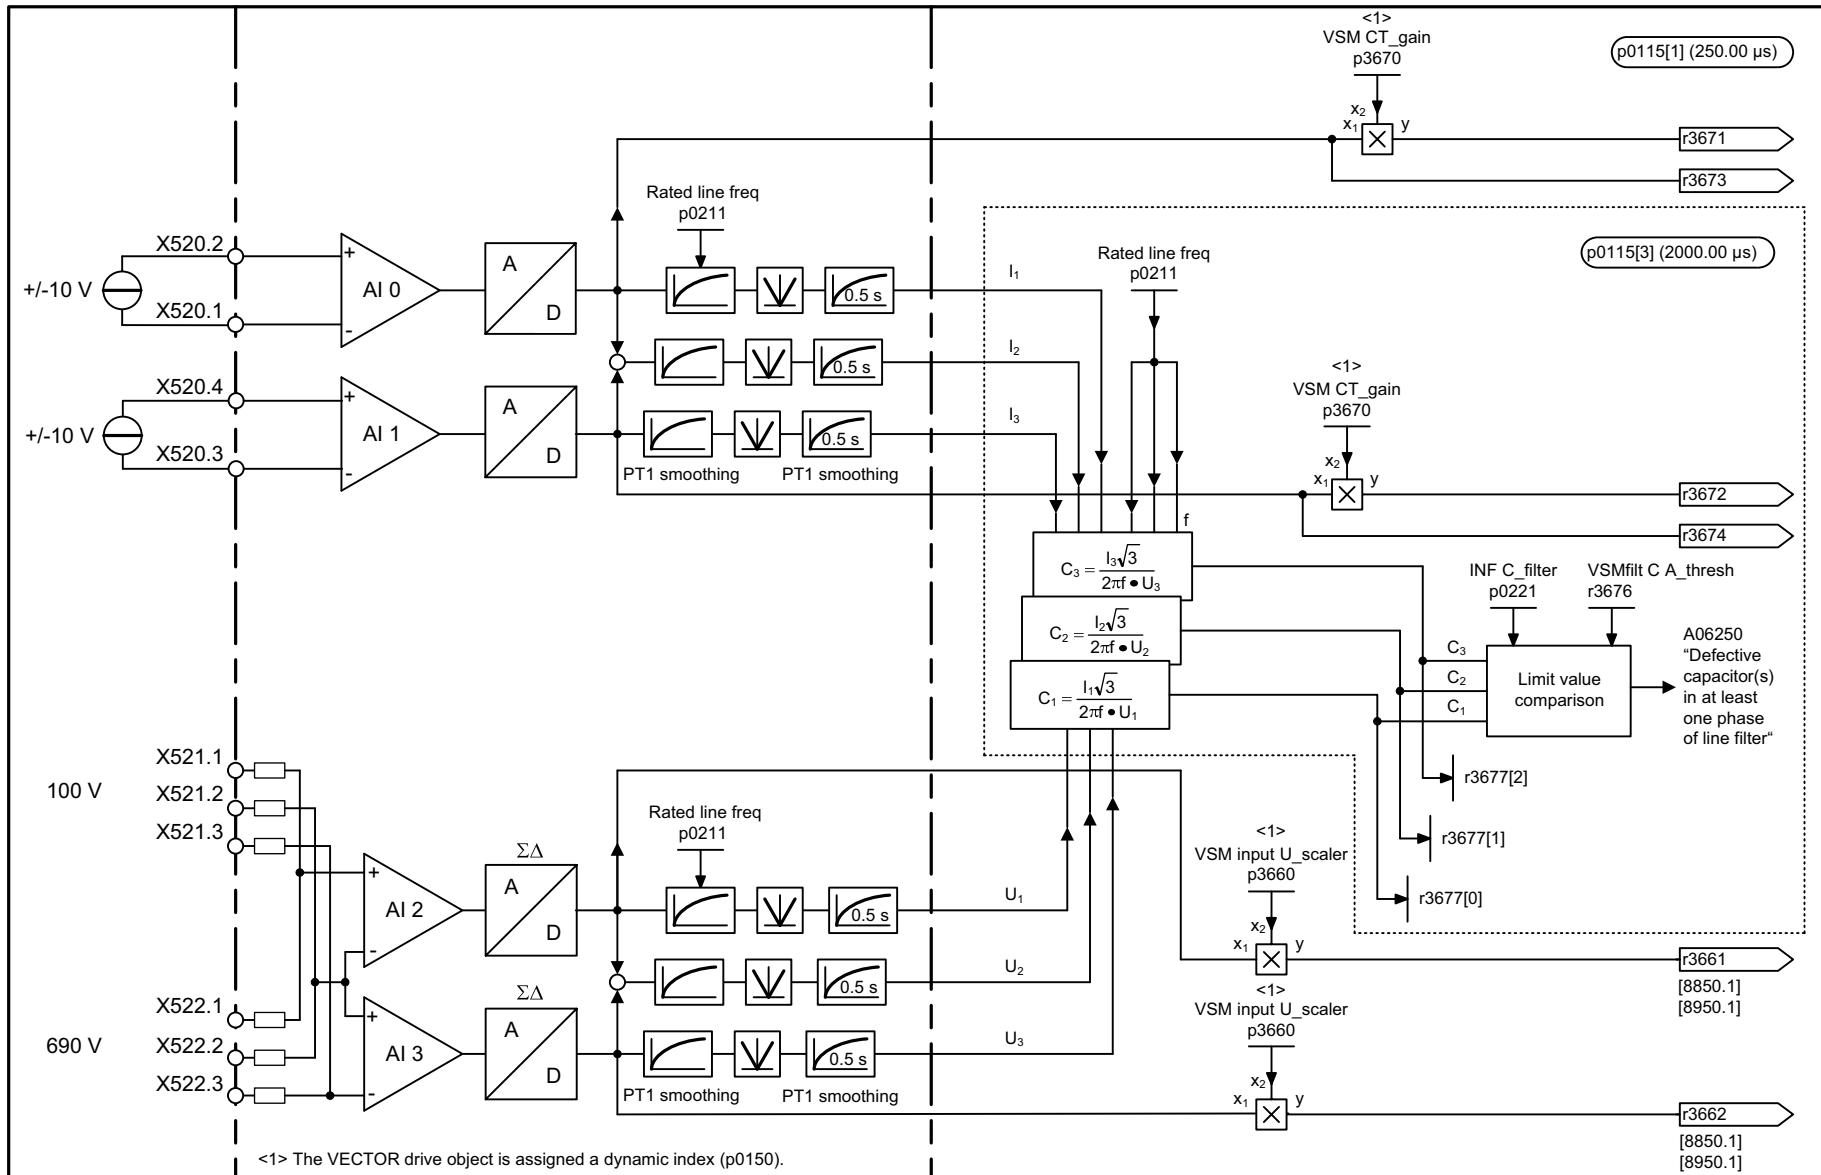 <1>
VSM CT_gain
p3670
p0115[1] (250.00 µs)
x2
x1
y
r3671
r3673
Rated line freq
p0211
Rated line freq
p0211
p0115[3] (2000.00 µs)
X520.2
+/-10 V
X520.1
+
AI 0
-
A
D
0.5 s
I1
0.5 s
I2
<1>
VSM CT_gain
p3670
X520.4
+/-10 V
X520.3
+
AI 1
-
A
D
0.5 s
I3
PT1 smoothing
PT1 smoothing
x2
x1
y
r3672
r3674
f
C3 = I3√3 / 2πf • U3
C2 = I2√3 / 2πf • U2
C1 = I1√3 / 2πf • U1
INF C_filter
p0221
VSMfilt C A_thresh
r3676
C3
C2
C1
Limit value
comparison
A06250
“Defective
capacitor(s)
in at least
one phase
of line filter“
r3677[2]
r3677[1]
r3677[0]
100 V
X521.1
X521.2
X521.3
Rated line freq
p0211
ΣΔ
+
AI 2
-
A
D
0.5 s
U1
<1>
VSM input U_scaler
p3660
x2
x1
y
r3661
[8850.1]
[8950.1]
0.5 s
U2
690 V
X522.1
X522.2
X522.3
ΣΔ
+
AI 3
-
A
D
0.5 s
U3
PT1 smoothing
PT1 smoothing
<1>
VSM input U_scaler
p3660
x2
x1
y
r3662
[8850.1]
[8950.1]
<1> The VECTOR drive object is assigned a dynamic index (p0150).